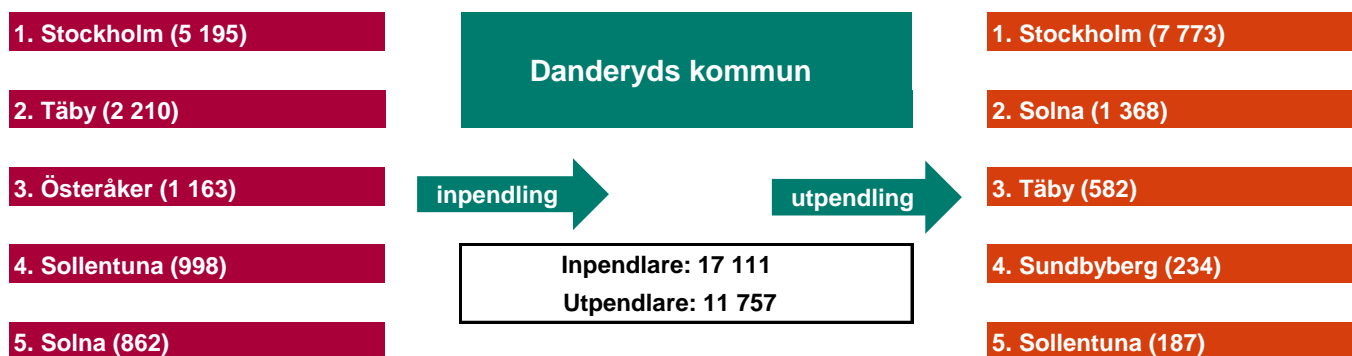 1. Stockholm (5 195)
2. Täby (2 210)
3. Österåker (1 163)
4. Sollentuna (998)
5. Solna (862)
Danderyds kommun
inpendling
utpendling
Inpendlare: 17 111
Utpendlare: 11 757
1. Stockholm (7 773)
2. Solna (1 368)
3. Täby (582)
4. Sundbyberg (234)
5. Sollentuna (187)